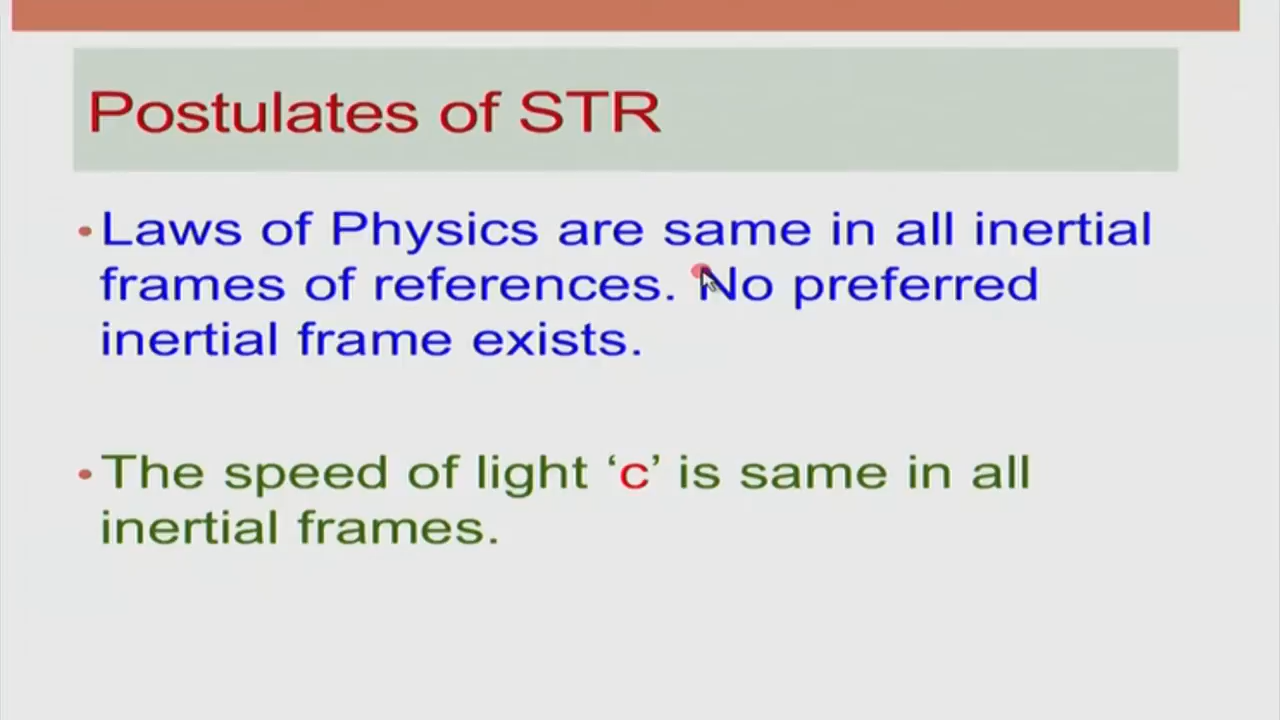 Postulates of STR
•Laws of Physics are same in all inertial
frames of references. No preferred
inertial frame exists.
•The speed of light ‘c’ is same in all
inertial frames.